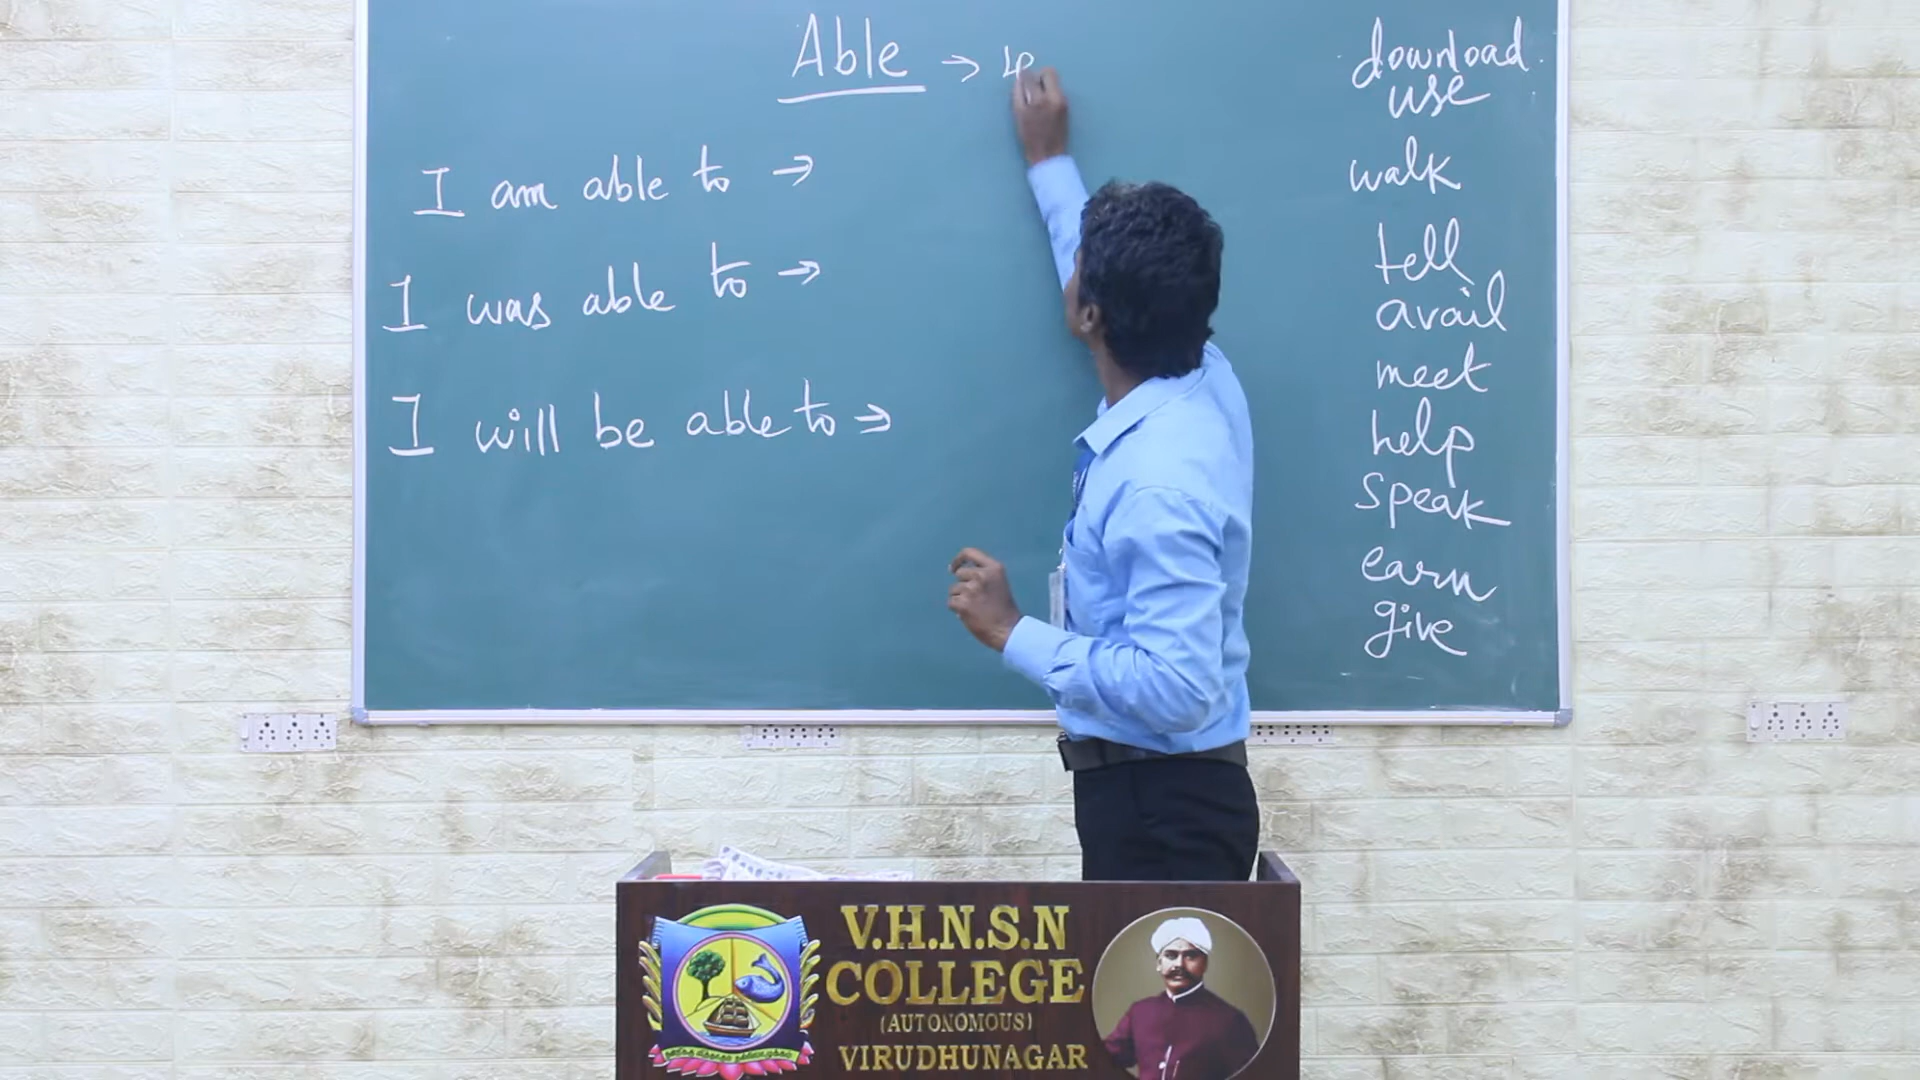 Able →
I am able to →
I was able to →
I will be able to →
download
use
walk
tell
avail
meet
help
speak
earn
give
V.H.N.S.N
COLLEGE
(AUTONOMOUS)
VIRUDHUNAGAR